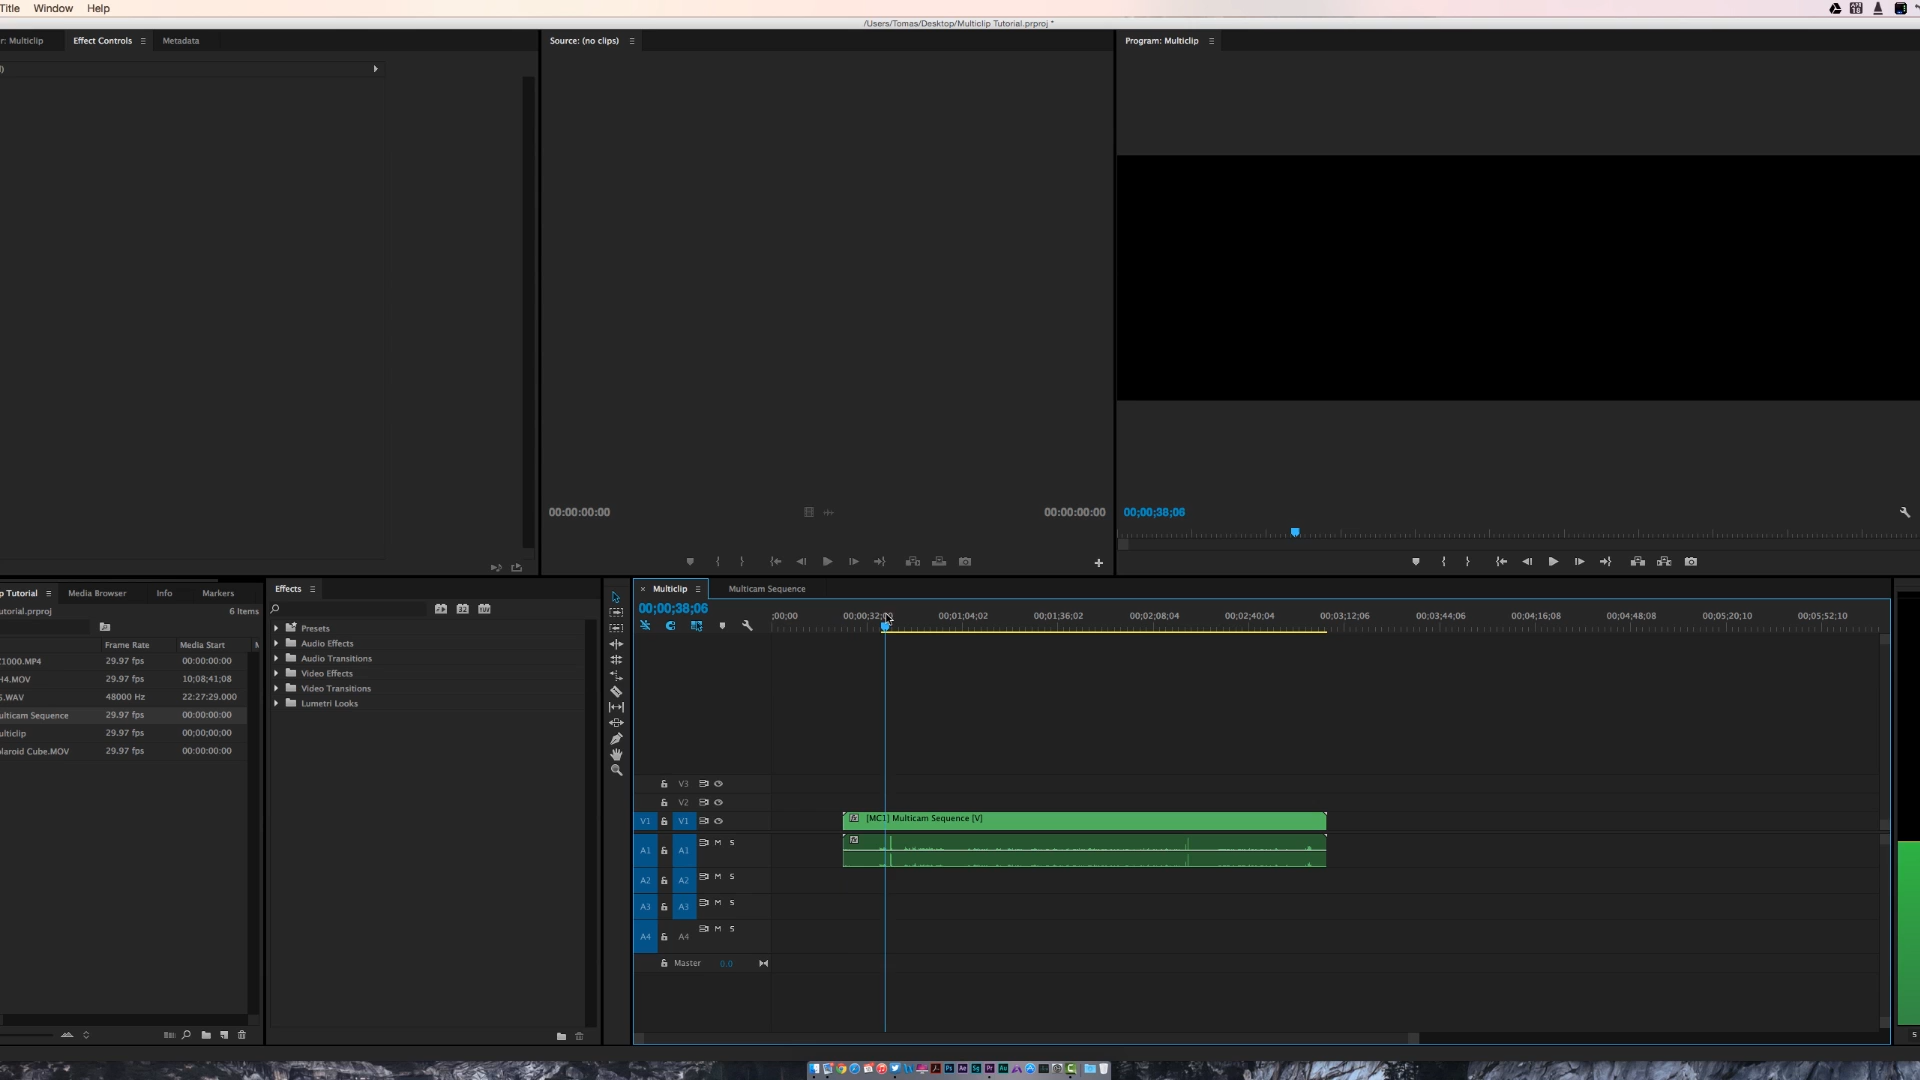 Title Window Help
/Users/Tomas/Desktop/Multiclip Tutorial.prproj *
r: Multiclip Effect Controls Metadata Source: (no clips) Program: Multiclip
00:00:00:00 00:00:00:00 00;00;38;06
p Tutorial Media Browser Info Markers
utorial.prproj 6 Items
Frame Rate Media Start
1000.MP4 29.97 fps 00:00:00:00
H4.MOV 29.97 fps 10;08;41;08
.WAV 48000 Hz 22:27:29.000
ulticam Sequence 29.97 fps 00:00:00:00
ulticlip 29.97 fps 00;00;00;00
laroid Cube.MOV 29.97 fps 00:00:00:00
Effects
Presets
Audio Effects
Audio Transitions
Video Effects
Video Transitions
Lumetri Looks
× Multiclip Multicam Sequence
00;00;38;06
;00;00 00;00;32;00 00;01;04;02 00;01;36;02 00;02;08;04 00;02;40;04 00;03;12;06 00;03;44;06 00;04;16;08 00;04;48;08 00;05;20;10 00;05;52;10
V3
V2
V1 V1
[MC1] Multicam Sequence [V]
A1 A1 M S
A2 A2 M S
A3 A3 M S
A4 A4 M S
Master 0.0
S